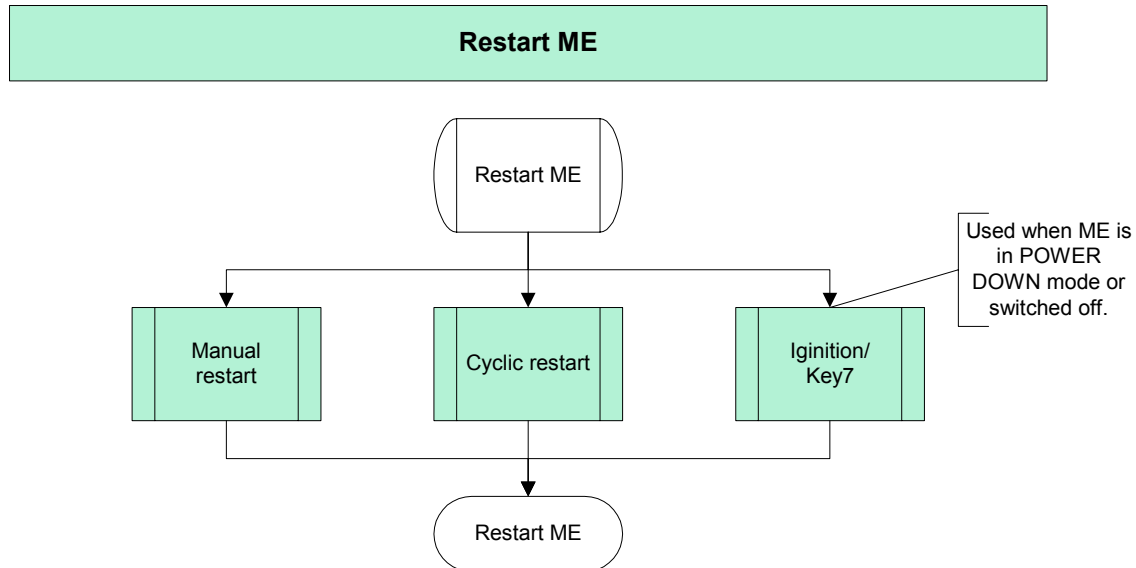 Restart ME
Restart ME
Used when ME is
in POWER
DOWN mode or
switched off.
Manual
restart
Cyclic restart
Iginition/
Key7
Restart ME